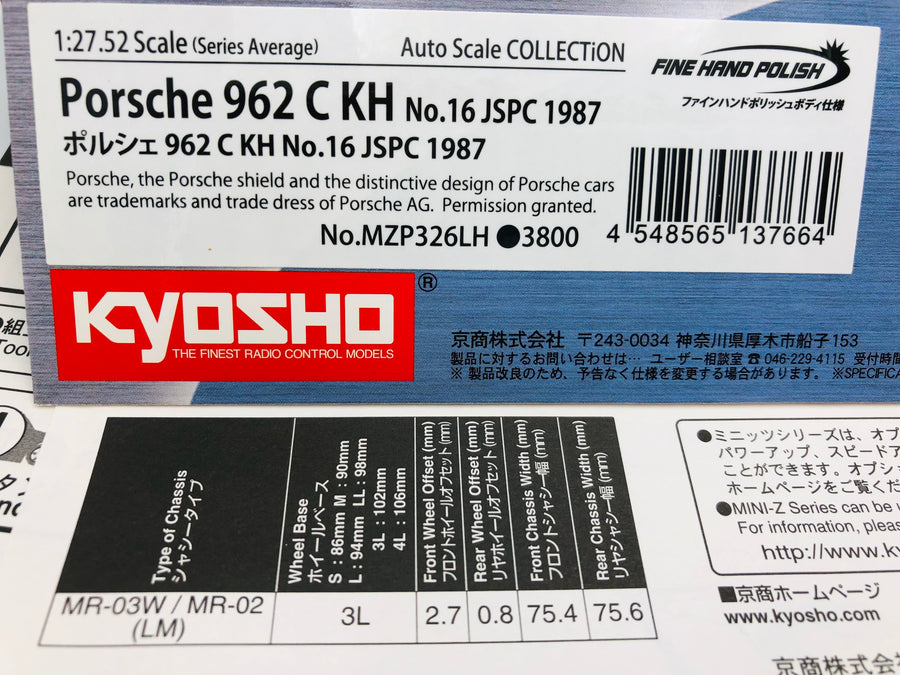 1:27.52 Scale (Series Average)
Auto Scale COLLECTiON
FINE HAND POLISH
ファインハンドポリッシュボディ仕様
Porsche 962 C KH No.16 JSPC 1987
ポルシェ 962 C KH No.16 JSPC 1987
Porsche, the Porsche shield and the distinctive design of Porsche cars
are trademarks and trade dress of Porsche AG. Permission granted.
No.MZP326LH ●3800
4 548565 137664
KYOSHO ®
THE FINEST RADIO CONTROL MODELS
京商株式会社 〒243-0034 神奈川県厚木市船子153
製品に対するお問い合わせは… ユーザー相談室 ☎ 046-229-4115 受付時
※ 製品改良のため、予告なく仕様を変更する場合があります。 ※SPECIFICA
Type of Chassis
シャシータイプ
Wheel Base
ホイールベース
S : 86mm M : 90mm
L : 94mm LL : 98mm
3L : 102mm
4L : 106mm
Front Wheel Offset (mm)
フロントホイールオフセット(mm)
Rear Wheel Offset (mm)
リヤホイールオフセット(mm)
Front Chassis Width (mm)
フロントシャシー幅 (mm)
Rear Chassis Width (mm)
リヤシャシー幅 (mm)
MR-03W / MR-02
(LM)
3L
2.7
0.8
75.4
75.6
●ミニッツシリーズは、オプ
パワーアップ、スピードア
ことができます。オプショ
ホームページをご覧くだ
●MINI-Z Series can be u
For information, pleas
http://www.ky
■京商ホームページ
www.kyosho.com
京商株式会
●組
Tool
タン